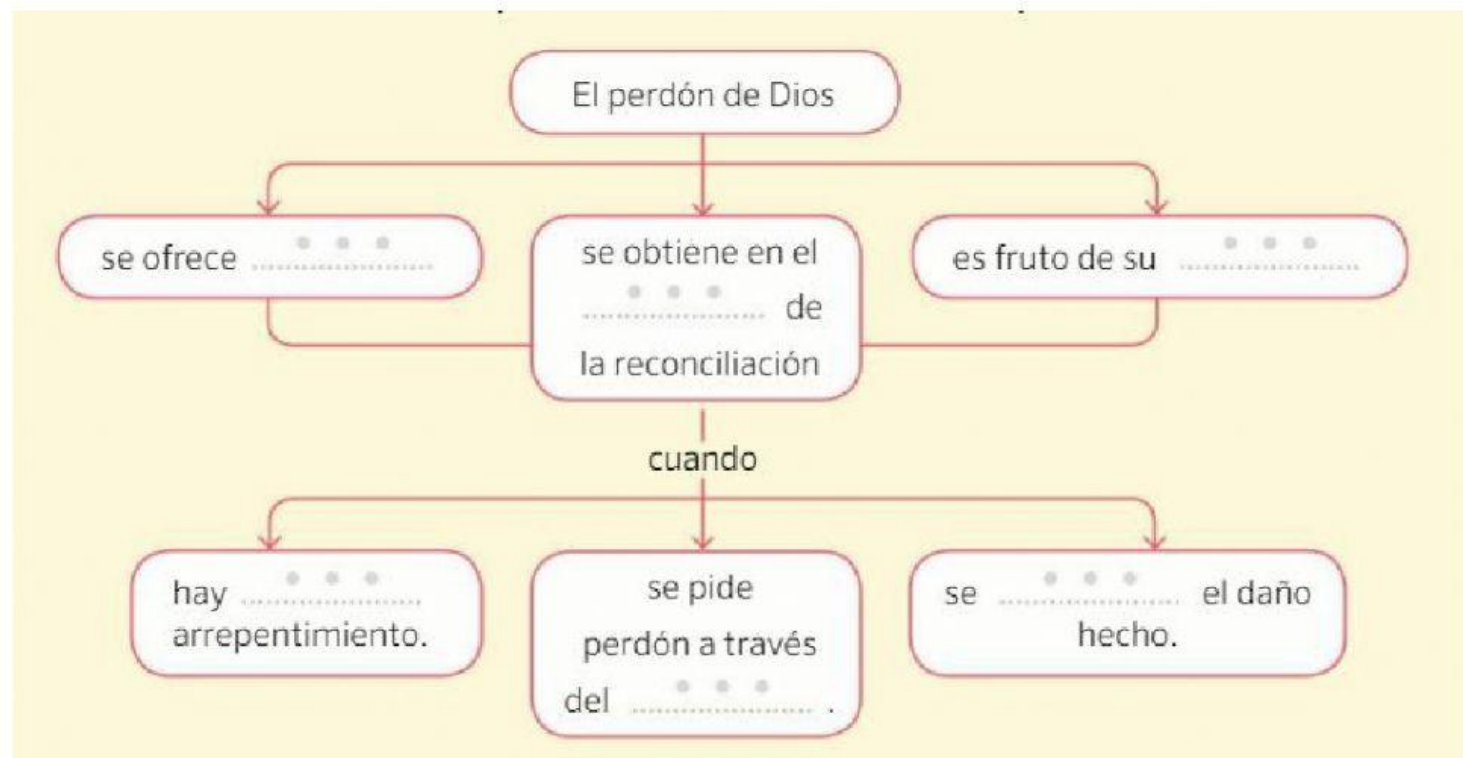 El perdón de Dios
se ofrece ..................
se obtiene en el
.................. de
la reconciliación
es fruto de su ..................
cuando
hay ..................
arrepentimiento.
se pide
perdón a través
del .................. .
se .................. el daño
hecho.